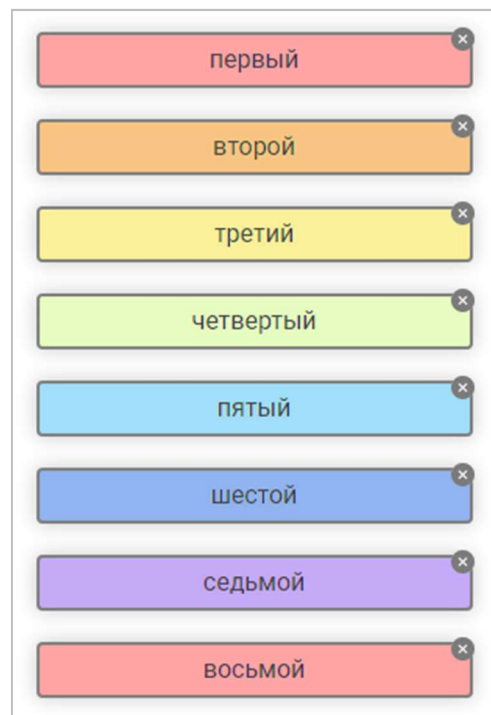 первый
второй
третий
четвертый
пятый
шестой
седьмой
восьмой